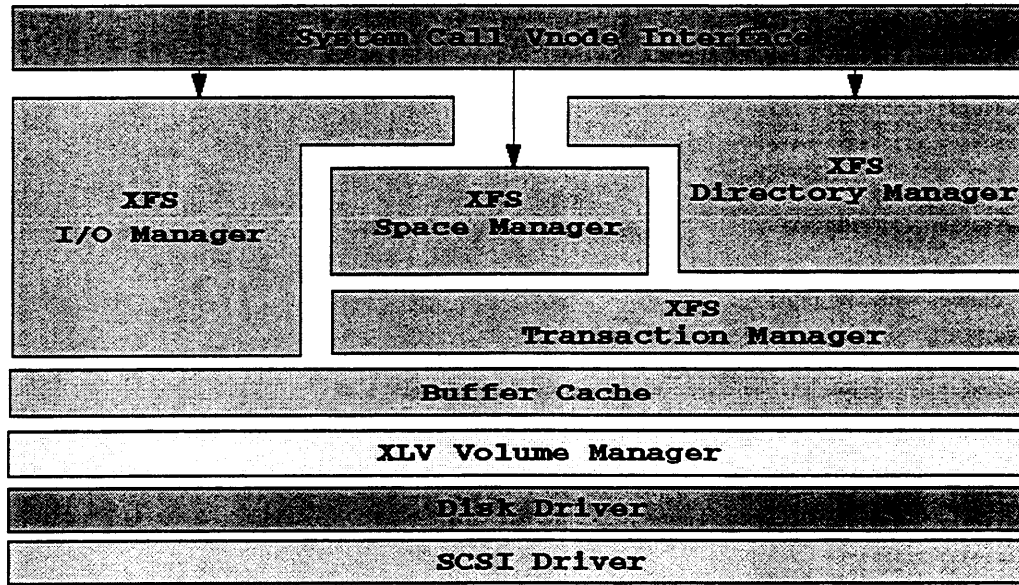 System Call Vnode Interface
XFS
I/O Manager
XFS
Space Manager
XFS
Directory Manager
XFS
Transaction Manager
Buffer Cache
XLV Volume Manager
Disk Driver
SCSI Driver